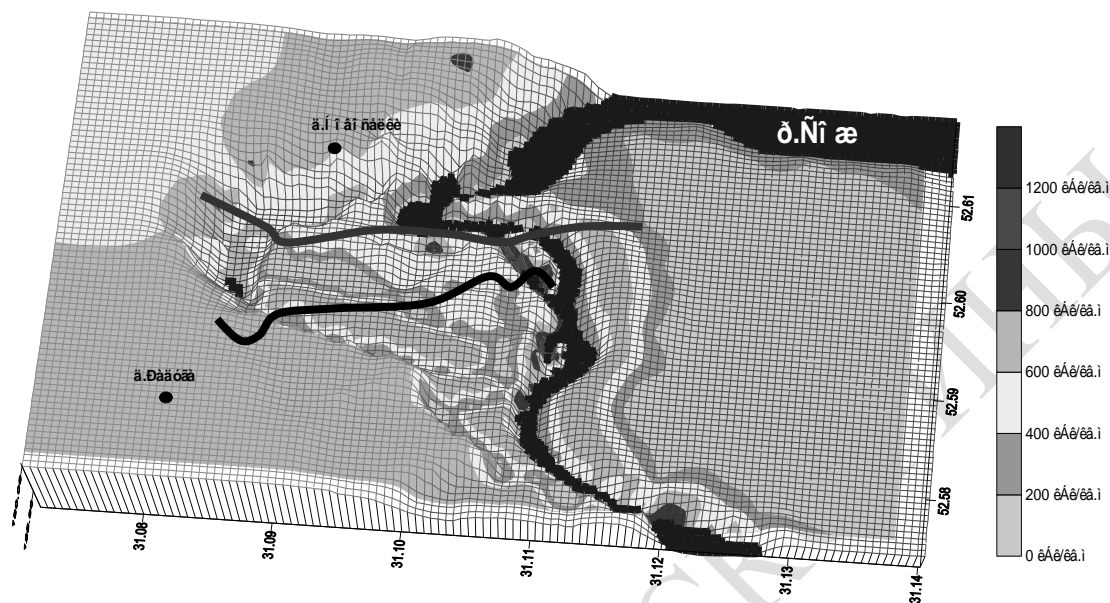 ä.Í î âî ñåëêè
ð.Ñî æ
ä.Ðàäóãà
52.61
52.60
52.59
52.58
31.08
31.09
31.10
31.11
31.12
31.13
31.14
1200 êÁê/êâ.ì
1000 êÁê/êâ.ì
800 êÁê/êâ.ì
600 êÁê/êâ.ì
400 êÁê/êâ.ì
200 êÁê/êâ.ì
0 êÁê/êâ.ì